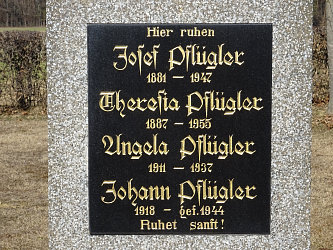 Hier ruhen
Josef Pflügler
1881 – 1947
Theresia Pflügler
1887 – 1955
Angela Pflügler
1911 – 1937
Johann Pflügler
1918 – gef. 1944
Ruhet sanft!